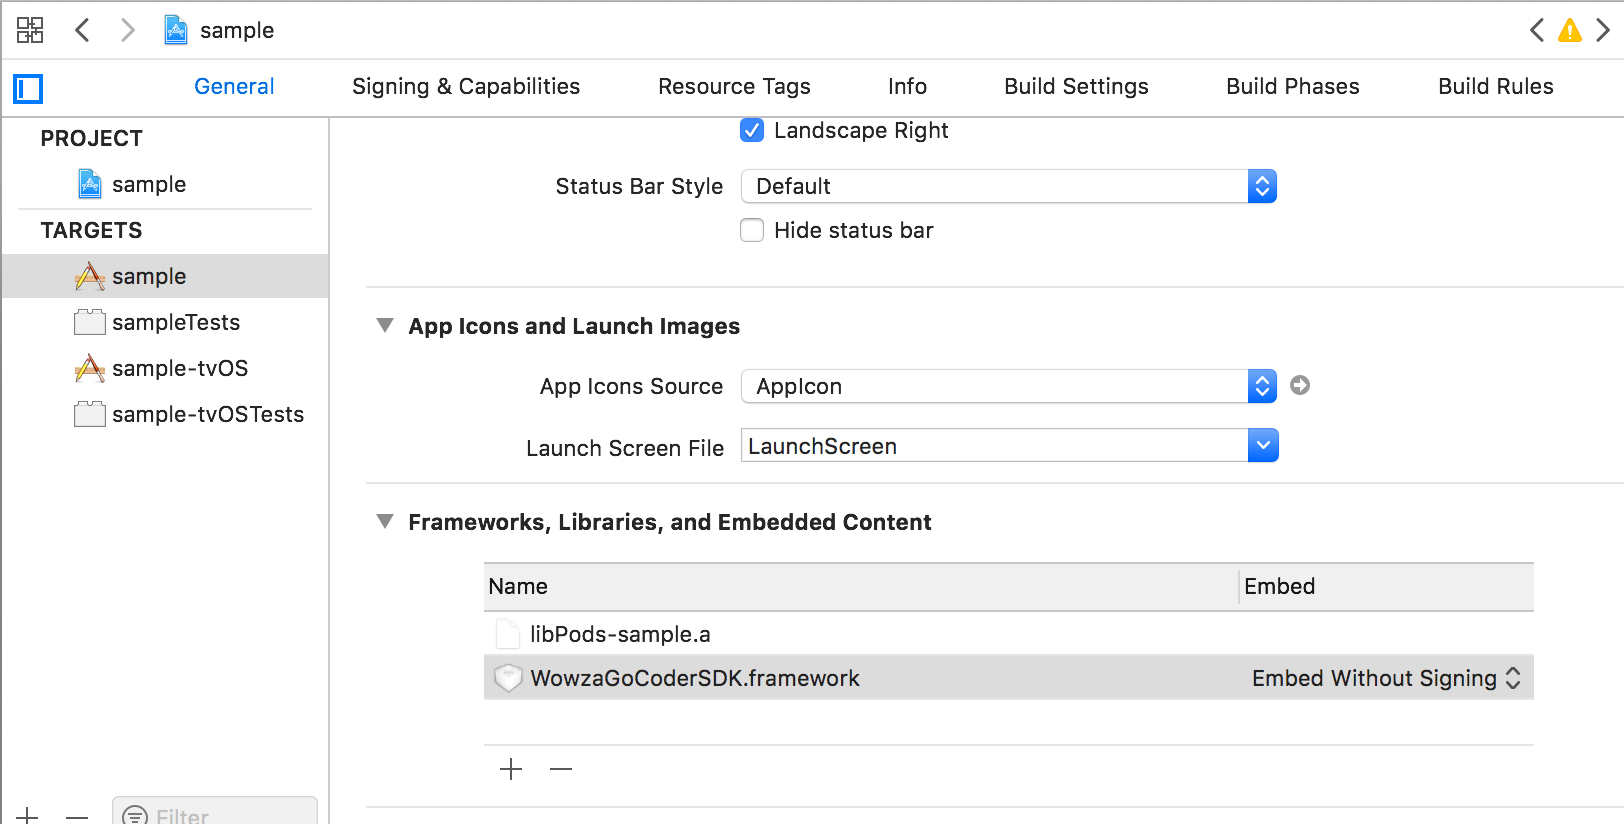 sample
General Signing & Capabilities Resource Tags Info Build Settings Build Phases Build Rules
PROJECT
sample
TARGETS
sample
sampleTests
sample-tvOS
sample-tvOSTests
Filter
Landscape Right
Status Bar Style Default
Hide status bar
App Icons and Launch Images
App Icons Source AppIcon
Launch Screen File LaunchScreen
Frameworks, Libraries, and Embedded Content
Name Embed
libPods-sample.a
WowzaGoCoderSDK.framework Embed Without Signing